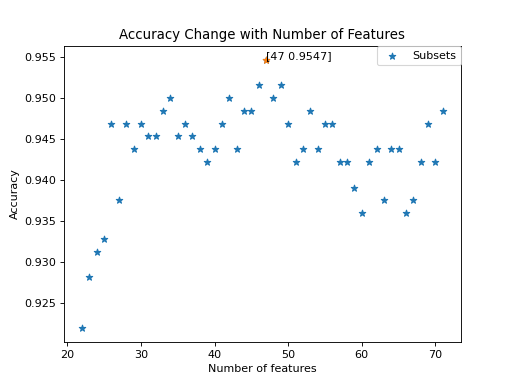 Accuracy Change with Number of Features
[47 0.9547]
Subsets
0.955
0.950
0.945
0.940
0.935
0.930
0.925
Accuracy
20 30 40 50 60 70
Number of features